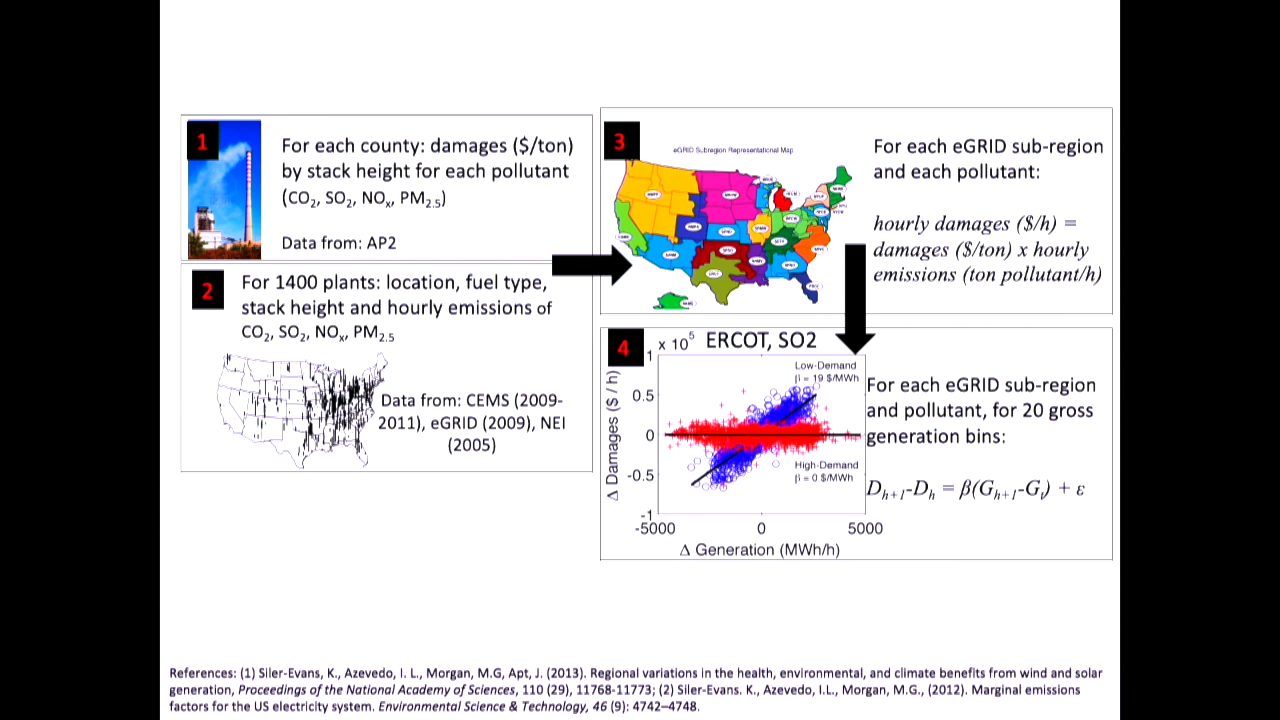 1
For each county: damages ($/ton)
by stack height for each pollutant
(CO₂, SO₂, NOₓ, PM₂.₅)
Data from: AP2
2
For 1400 plants: location, fuel type,
stack height and hourly emissions of
CO₂, SO₂, NOₓ, PM₂.₅
Data from: CEMS (2009-
2011), eGRID (2009), NEI
(2005)
3
eGRID Subregion Representational Map
For each eGRID sub-region
and each pollutant:
hourly damages ($/h) =
damages ($/ton) x hourly
emissions (ton pollutant/h)
4
x 10⁵ ERCOT, SO2
1
0.5
0
-0.5
-1
Δ Damages ($ / h)
Low-Demand
β = 19 $/MWh
High-Demand
β = 0 $/MWh
-5000
0
5000
Δ Generation (MWh/h)
For each eGRID sub-region
and pollutant, for 20 gross
generation bins:
Dₕ₊₁-Dₕ = β(Gₕ₊₁-Gᵢ) + ε
References: (1) Siler-Evans, K., Azevedo, I. L., Morgan, M.G, Apt, J. (2013). Regional variations in the health, environmental, and climate benefits from wind and solar
generation, Proceedings of the National Academy of Sciences, 110 (29), 11768-11773; (2) Siler-Evans. K., Azevedo, I.L., Morgan, M.G., (2012). Marginal emissions
factors for the US electricity system. Environmental Science & Technology, 46 (9): 4742–4748.